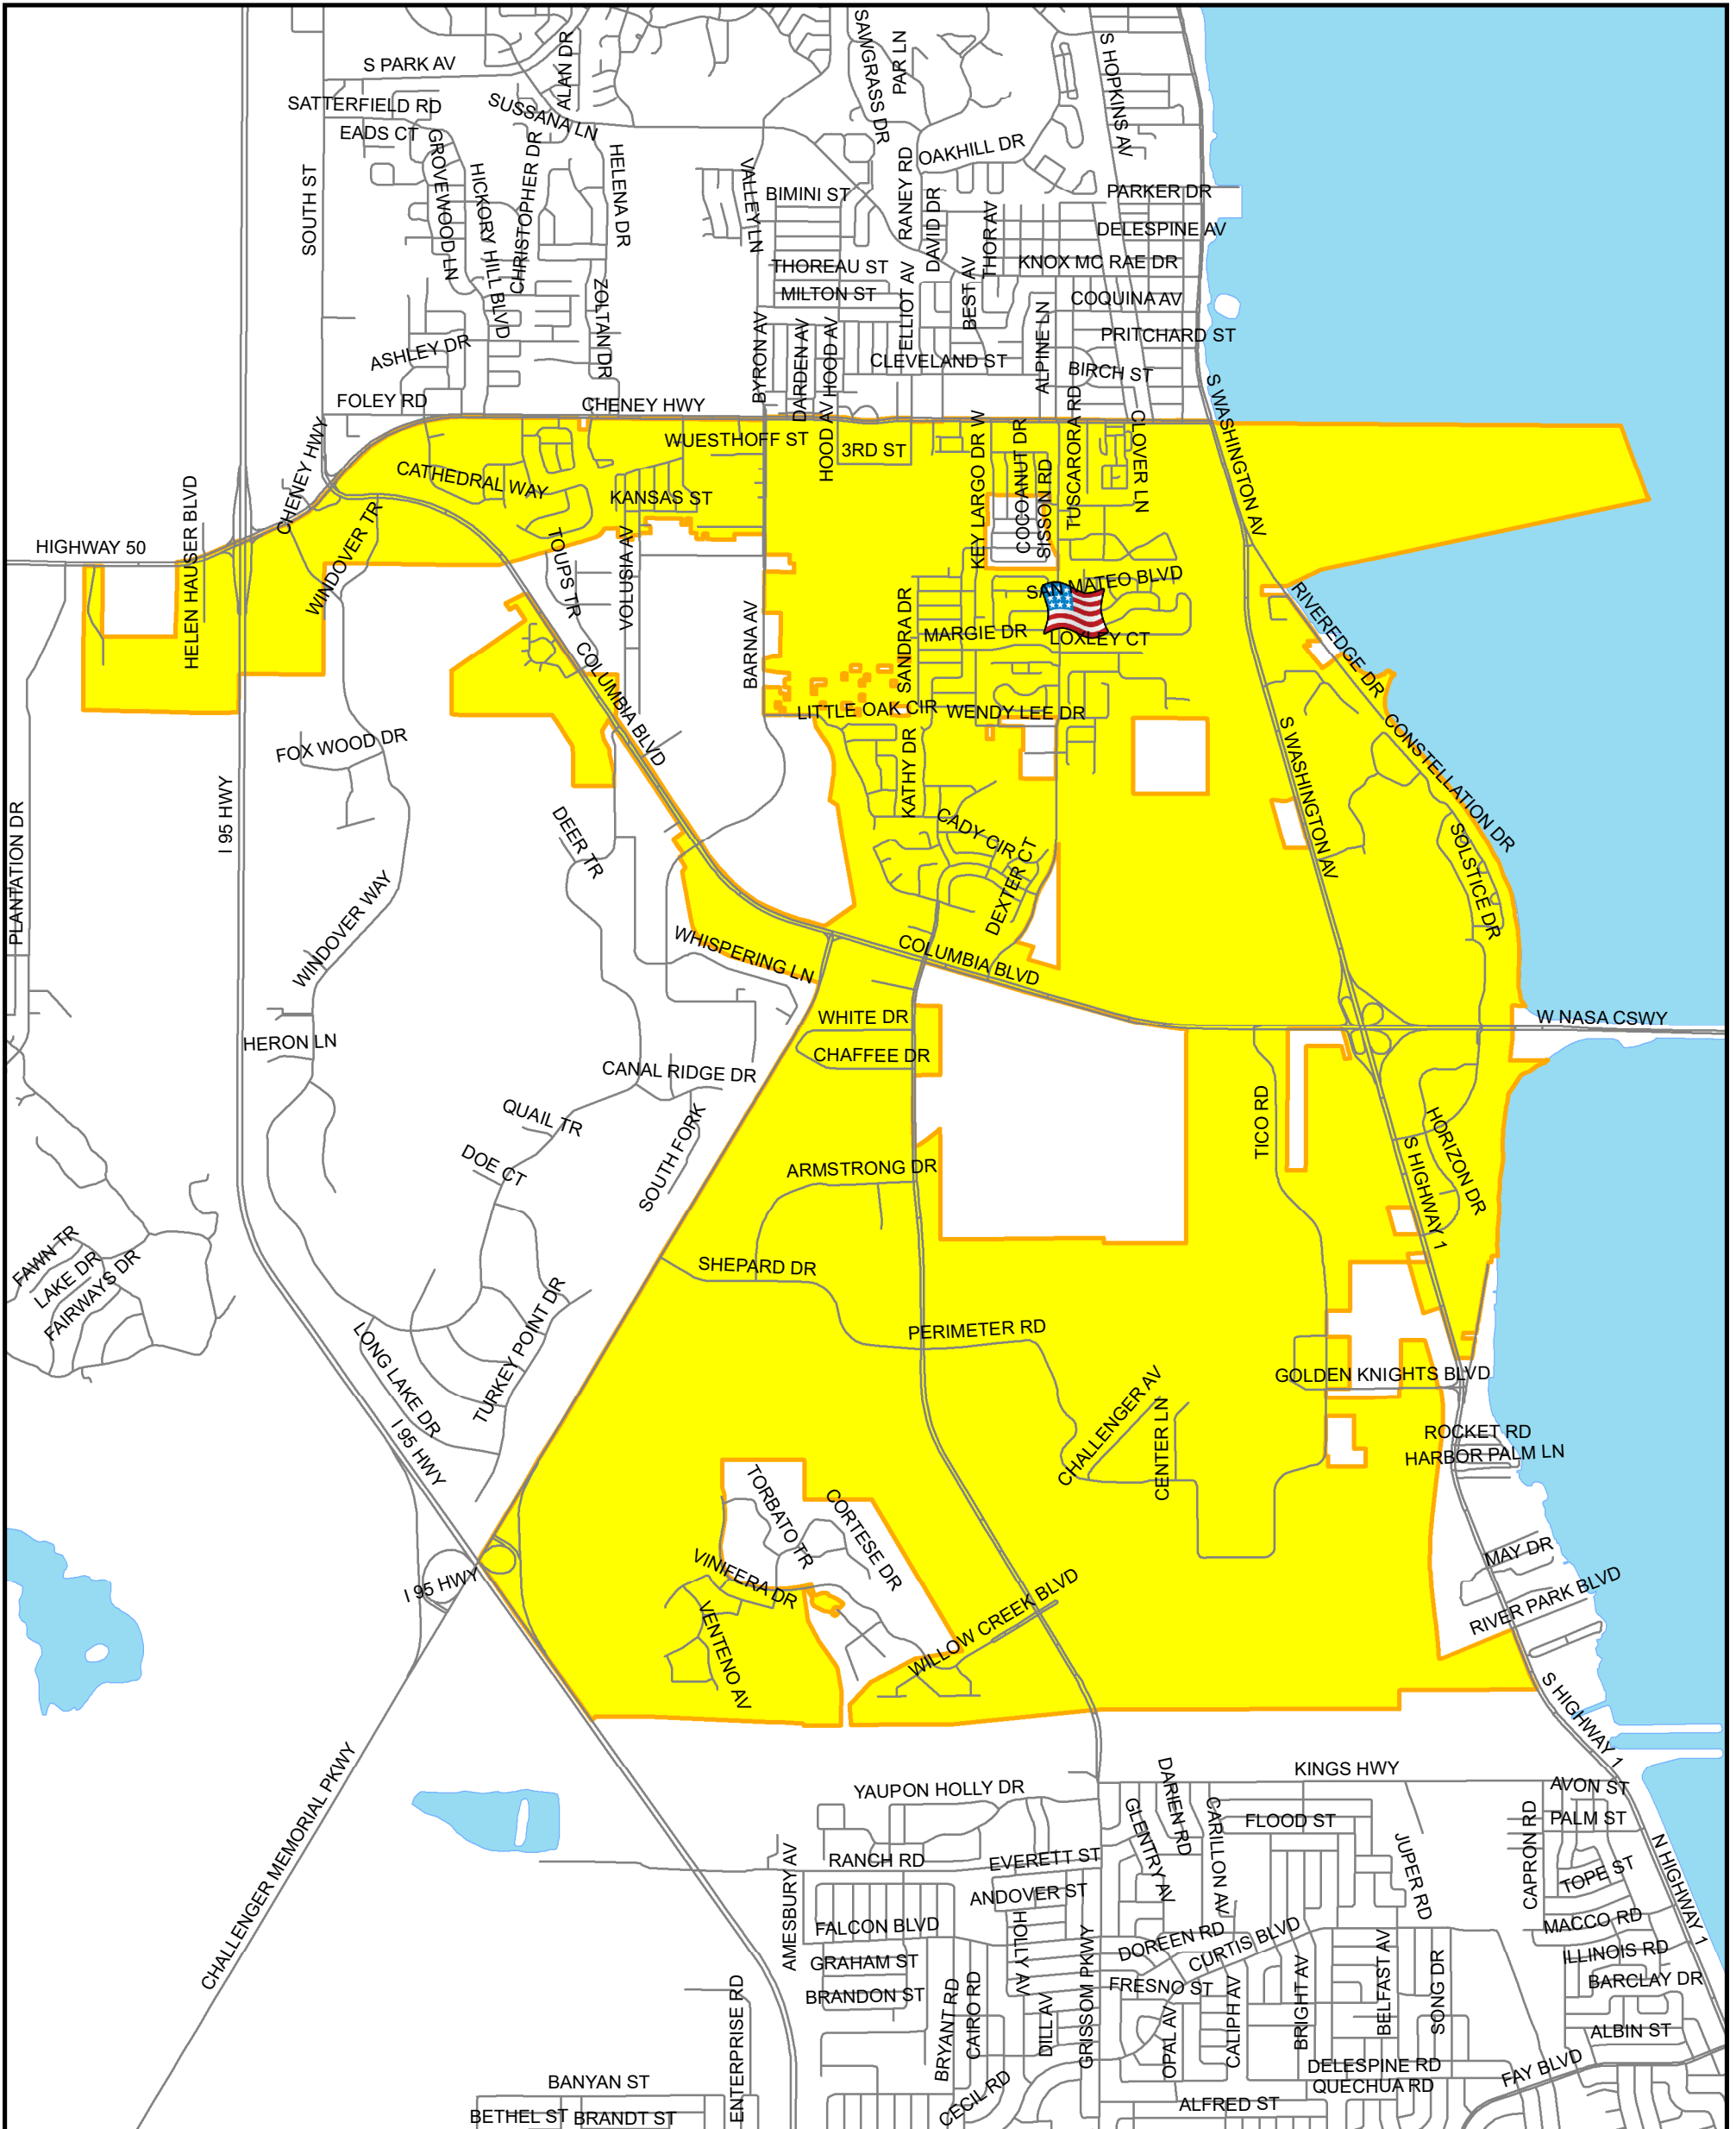 S PARK AV
ALAN DR
SAWGRASS DR
PAR LN
S HOPKINS AV
SATTERFIELD RD
SUSSANA LN
EADS CT
GROVEWOOD LN
HICKORY HILL BLVD
CHRISTOPHER DR
HELENA DR
VALLEY LN
RANEY RD
OAKHILL DR
SOUTH ST
BIMINI ST
DAVID DR
THOR AV
PARKER DR
DELESPINE AV
THOREAU ST
KNOX MC RAE DR
MILTON ST
ELLIOT AV
BEST AV
COQUINA AV
ZOLTAN DR
BYRON AV
DARDEN AV
HOOD AV
ALPINE LN
PRITCHARD ST
ASHLEY DR
CLEVELAND ST
BIRCH ST
FOLEY RD
CHENEY HWY
S WASHINGTON AV
CHENEY HWY
WUESTHOFF ST
HOOD AV
3RD ST
KEY LARGO DR W
COCOANUT DR
SISSON RD
TUSCARORA RD
CLOVER LN
CATHEDRAL WAY
KANSAS ST
HELEN HAUSER BLVD
HIGHWAY 50
WINDOVER TR
TOUPS TR
VOLUSIA AV
SAN MATEO BLVD
BARNA AV
SANDRA DR
MARGIE DR
LOXLEY CT
RIVEREDGE DR
COLUMBIA BLVD
LITTLE OAK CIR
WENDY LEE DR
FOX WOOD DR
KATHY DR
S WASHINGTON AV
CONSTELLATION DR
I 95 HWY
PLANTATION DR
DEER TR
CADY CIR
DEXTER CT
SOLSTICE DR
WINDOVER WAY
WHISPERING LN
COLUMBIA BLVD
WHITE DR
W NASA CSWY
HERON LN
CHAFFEE DR
CANAL RIDGE DR
TICO RD
QUAIL TR
SOUTH FORK
HORIZON DR
DOE CT
ARMSTRONG DR
S HIGHWAY 1
FAWN TR
LAKE DR
FAIRWAYS DR
SHEPARD DR
TURKEY POINT DR
PERIMETER RD
LONG LAKE DR
GOLDEN KNIGHTS BLVD
CHALLENGER AV
CENTER LN
I 95 HWY
ROCKET RD
HARBOR PALM LN
TORBATO TR
CORTESE DR
I 95 HWY
VINIFERA DR
VENTENO AV
WILLOW CREEK BLVD
MAY DR
RIVER PARK BLVD
S HIGHWAY 1
CHALLENGER MEMORIAL PKWY
KINGS HWY
YAUPON HOLLY DR
DARIEN RD
AVON ST
GLENTRY AV
CARILLON AV
FLOOD ST
PALM ST
CAPRON RD
JUPER RD
N HIGHWAY 1
AMESBURY AV
RANCH RD
EVERETT ST
TOPE ST
ANDOVER ST
FALCON BLVD
HOLLY AV
MACCO RD
DOREEN RD
CURTIS BLVD
GRAHAM ST
ILLINOIS RD
BRANDON ST
FRESNO ST
BARCLAY DR
ENTERPRISE RD
BRYANT RD
CAIRO RD
DILL AV
GRISSOM PKWY
OPAL AV
CALIPH AV
BRIGHT AV
BELFAST AV
SONG DR
ALBIN ST
DELESPINE RD
FAY BLVD
BANYAN ST
CECIL RD
QUECHUA RD
ALFRED ST
BETHEL ST
BRANDT ST